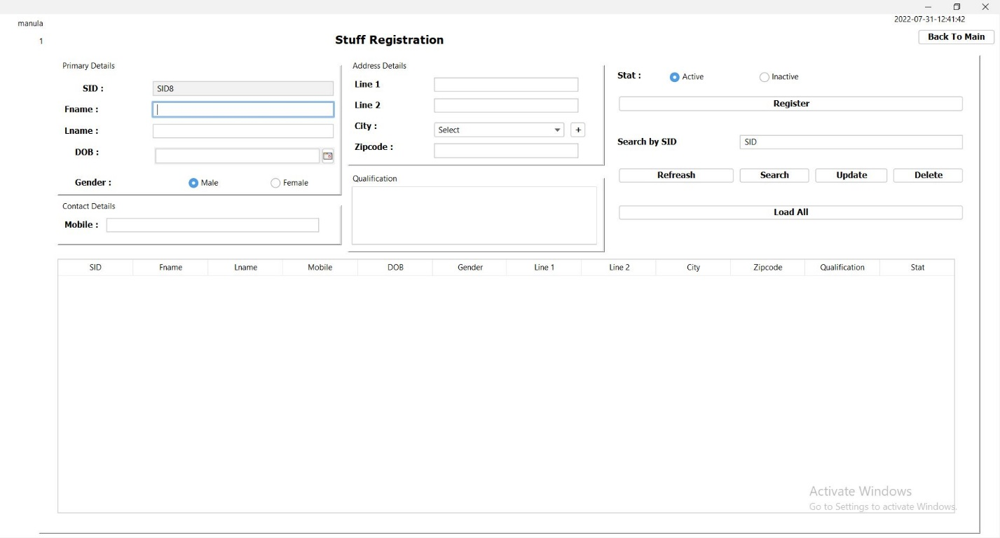 manula
2022-07-31-12:41:42
1
Stuff Registration
Back To Main
Primary Details
SID :
SID8
Fname :
Lname :
DOB :
Gender :
Male
Female
Contact Details
Mobile :
Address Details
Line 1
Line 2
City :
Select
+
Zipcode :
Qualification
Stat :
Active
Inactive
Register
Search by SID
SID
Refreash
Search
Update
Delete
Load All
SID Fname Lname Mobile DOB Gender Line 1 Line 2 City Zipcode Qualification Stat
Activate Windows
Go to Settings to activate Windows.